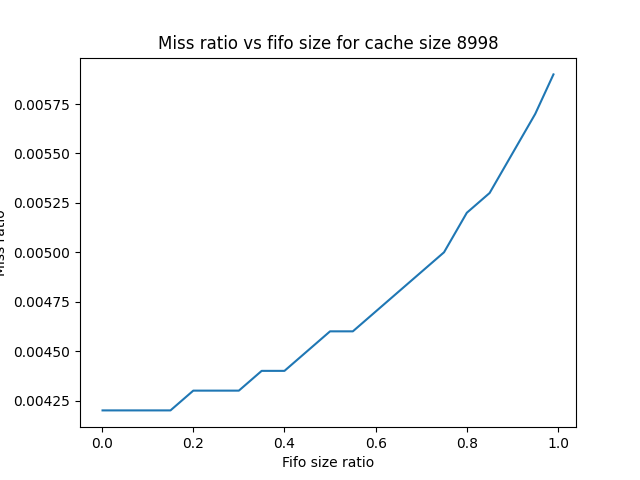 Miss ratio vs fifo size for cache size 8998
0.00575
0.00550
0.00525
0.00500
0.00475
0.00450
0.00425
Miss ratio
0.0 0.2 0.4 0.6 0.8 1.0
Fifo size ratio